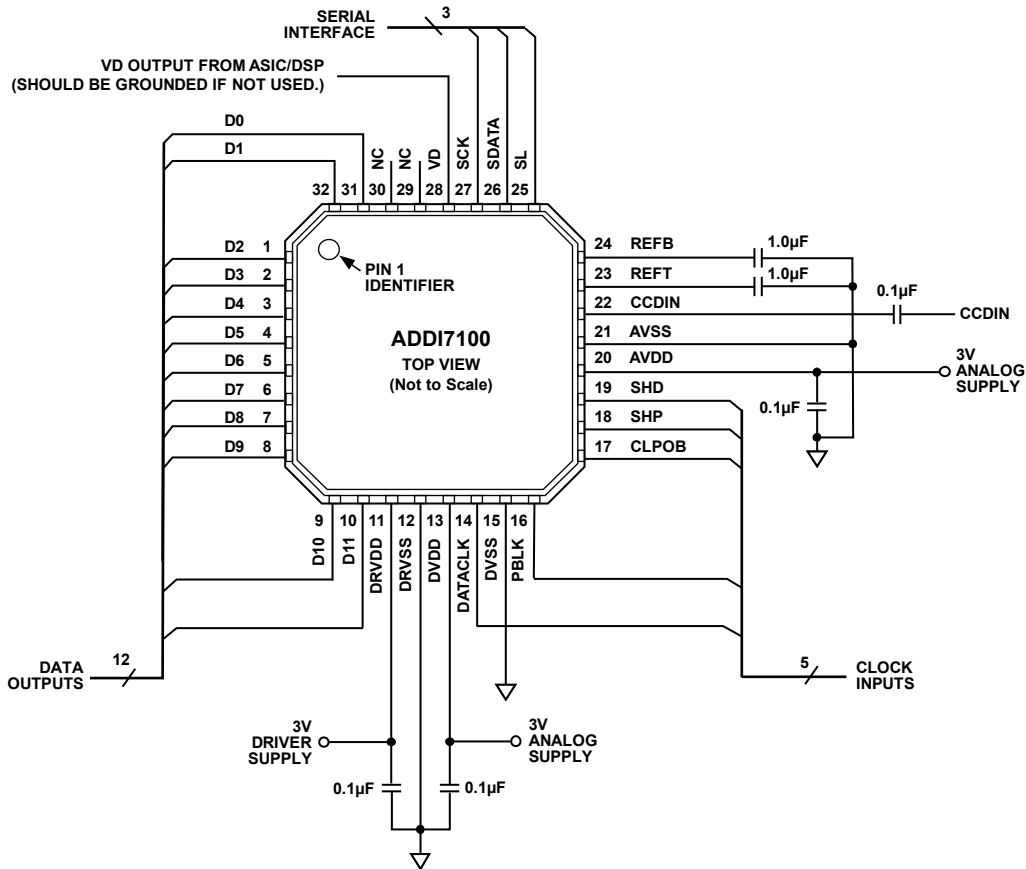 SERIAL
INTERFACE
3
VD OUTPUT FROM ASIC/DSP
(SHOULD BE GROUNDED IF NOT USED.)
D0
D1
NC
NC
VD
SCK
SDATA
SL
32 31 30 29 28 27 26 25
D2 1
D3 2
D4 3
D5 4
D6 5
D7 6
D8 7
D9 8
PIN 1
IDENTIFIER
ADDI7100
TOP VIEW
(Not to Scale)
24 REFB
23 REFT
22 CCDIN
21 AVSS
20 AVDD
19 SHD
18 SHP
17 CLPOB
1.0µF
1.0µF
0.1µF
CCDIN
3V
ANALOG
SUPPLY
0.1µF
9 10 11 12 13 14 15 16
D10
D11
DRVDD
DRVSS
DVDD
DATACLK
DVSS
PBLK
DATA
OUTPUTS
12
5
CLOCK
INPUTS
3V
DRIVER
SUPPLY
3V
ANALOG
SUPPLY
0.1µF
0.1µF